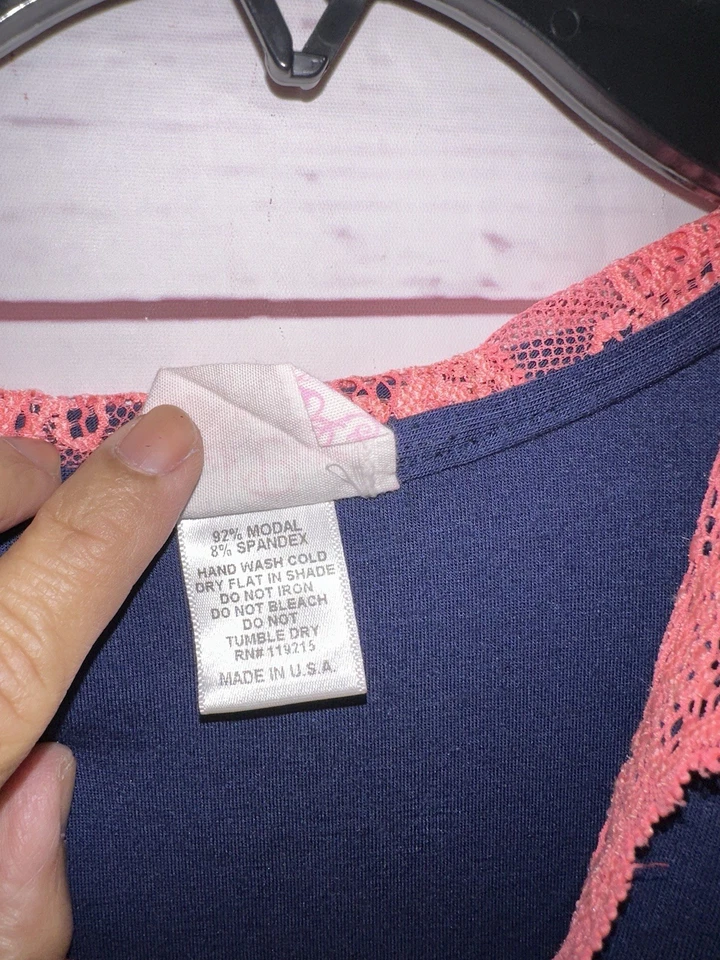 92% MODAL
8% SPANDEX
HAND WASH COLD
DRY FLAT IN SHADE
DO NOT IRON
DO NOT BLEACH
DO NOT
TUMBLE DRY
RN# 119215
MADE IN U.S.A.